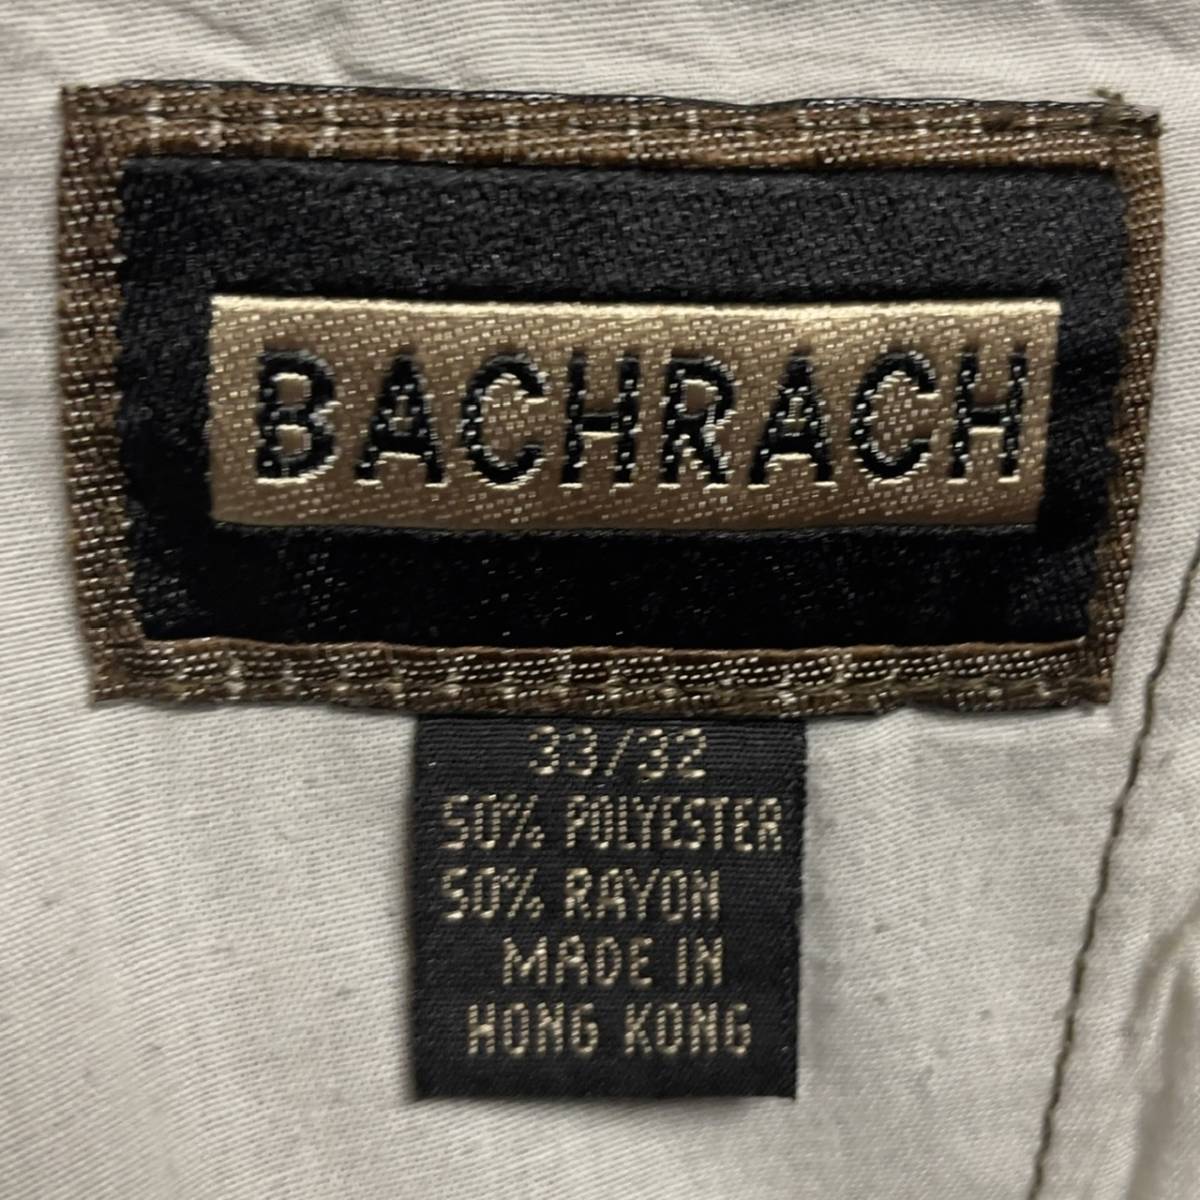 BACHRACH
33/32
50% POLYESTER
50% RAYON
MADE IN
HONG KONG